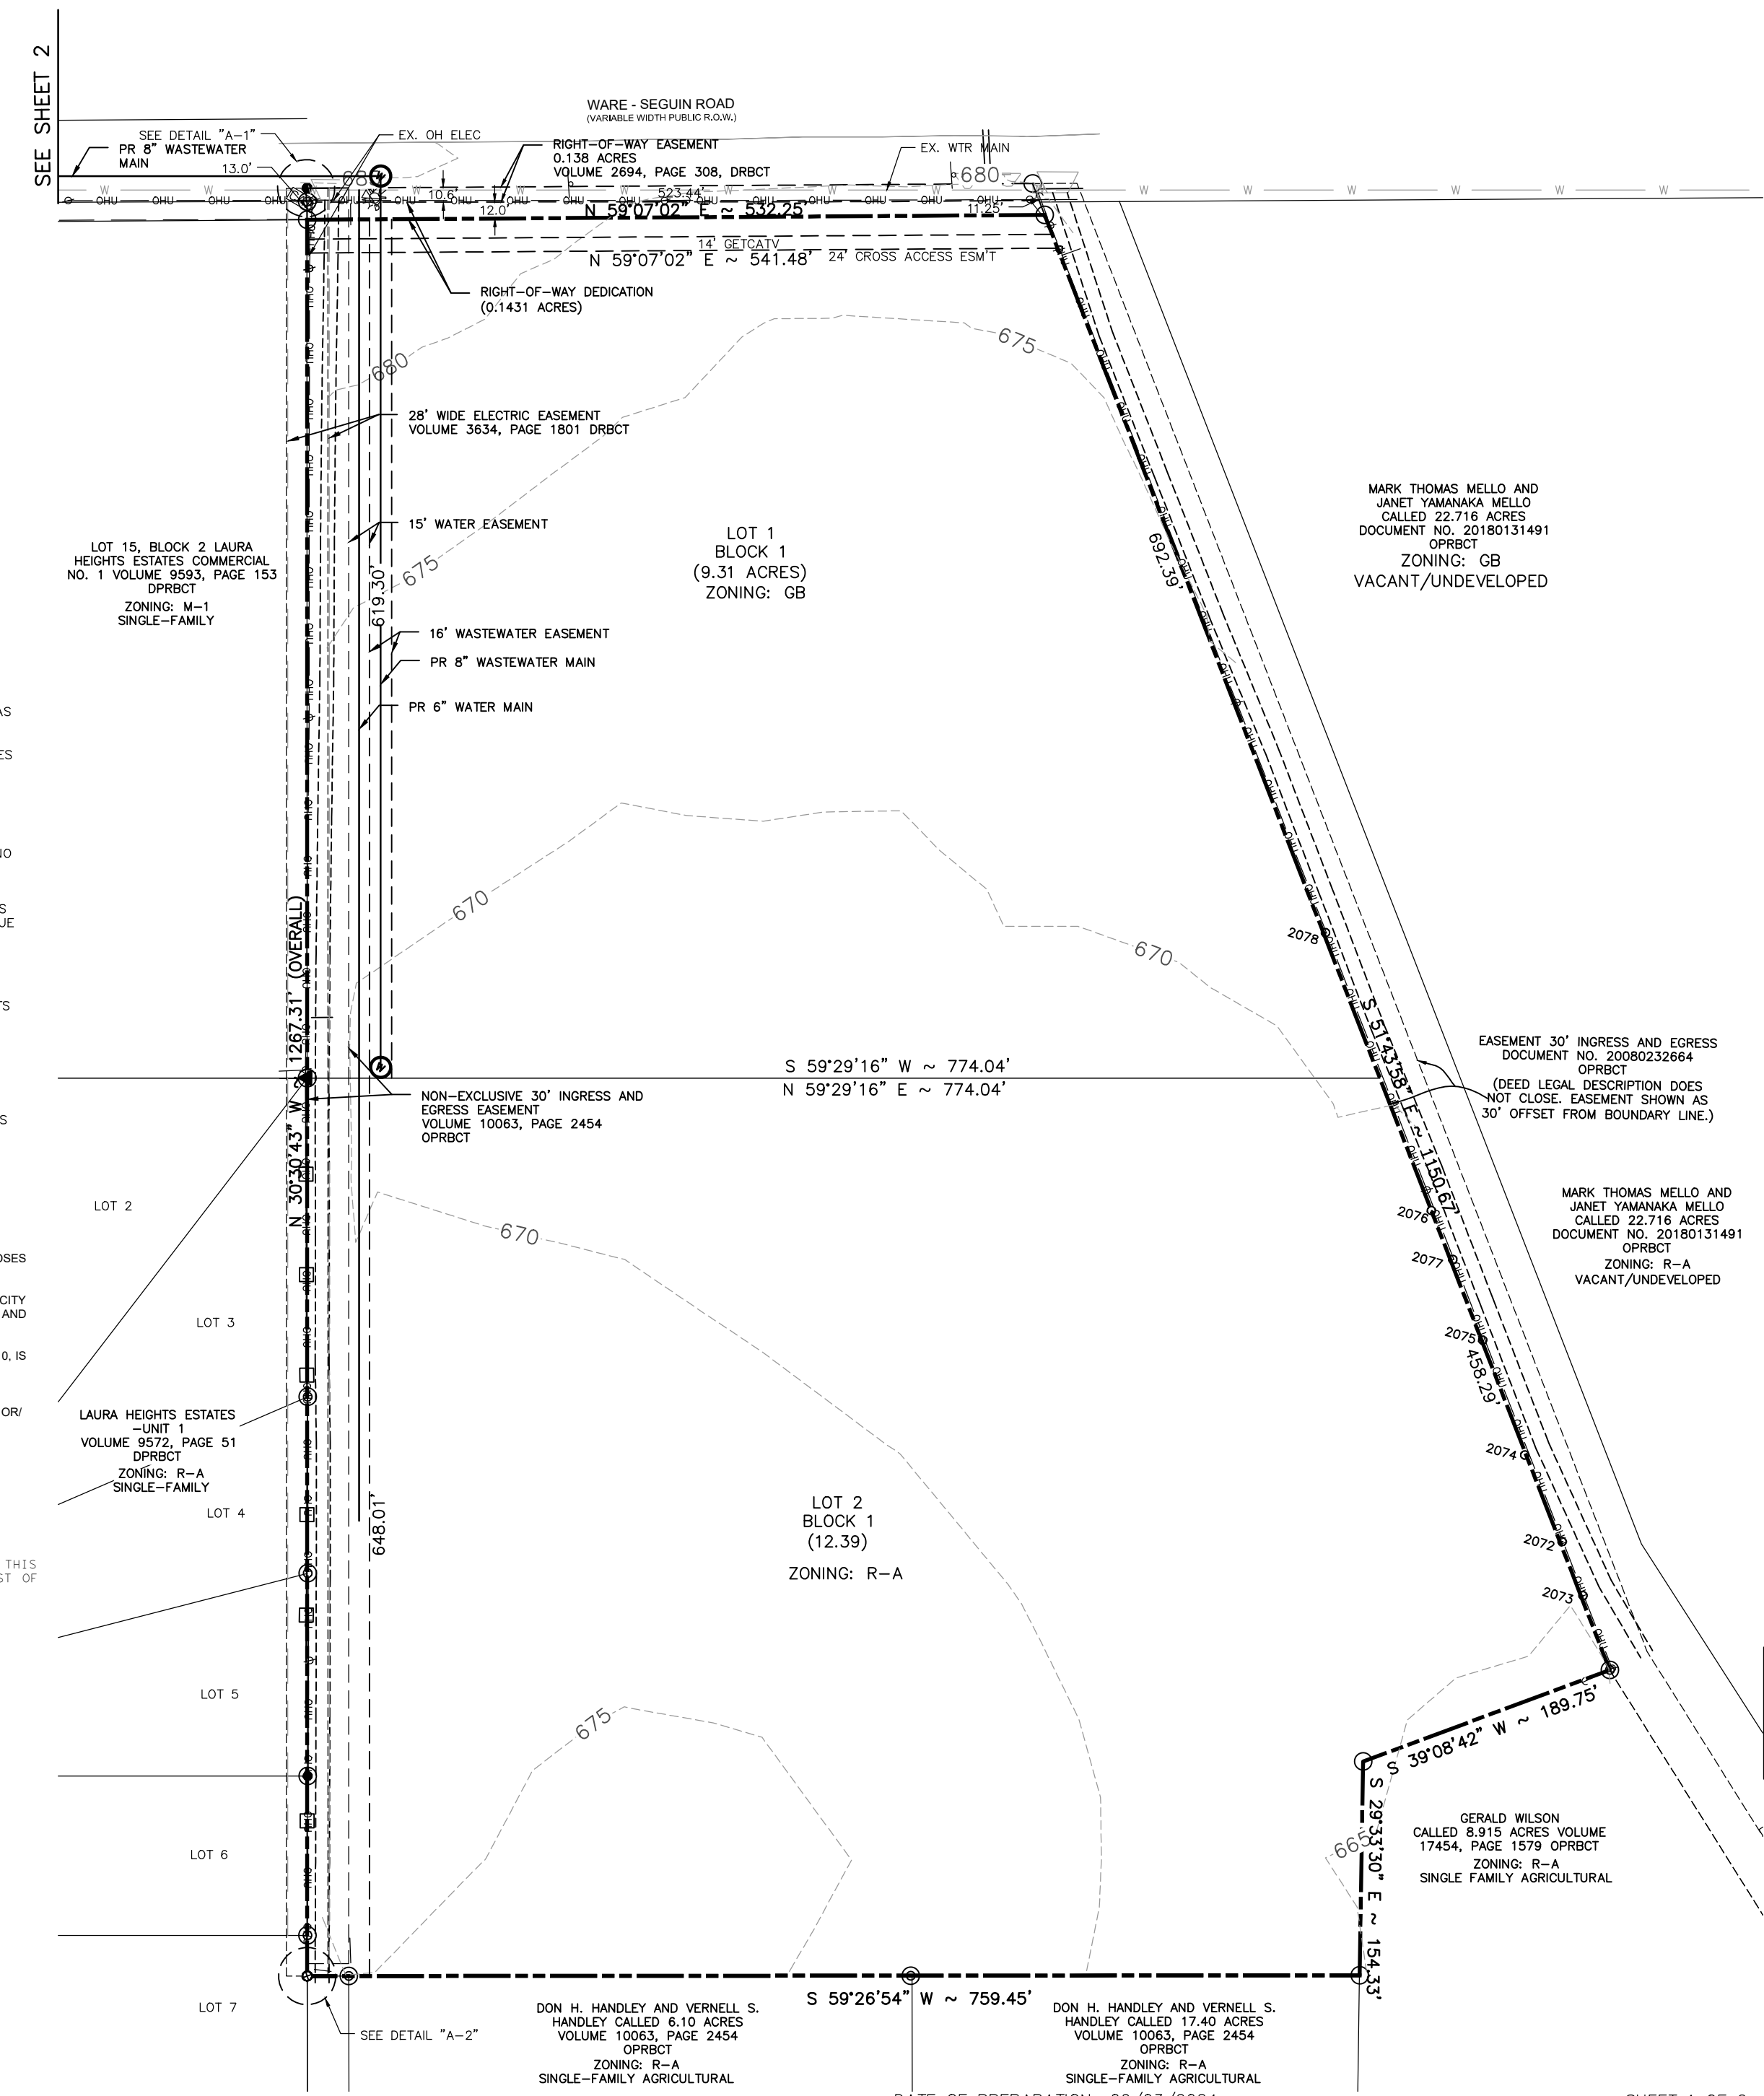 SEE SHEET 2
WARE - SEGUIN ROAD
(VARIABLE WIDTH PUBLIC R.O.W.)
SEE DETAIL "A-1"
PR 8" WASTEWATER
MAIN
13.0'
EX. OH ELEC
RIGHT-OF-WAY EASEMENT
0.138 ACRES
VOLUME 2694, PAGE 308, DRBCT
EX. WTR MAIN
680
10.6'
12.0'
523.44'
11.25'
N 59°07'02" E ~ 532.25'
14' GETCATV
N 59°07'02" E ~ 541.48'
24' CROSS ACCESS ESM'T
RIGHT-OF-WAY DEDICATION
(0.1431 ACRES)
675
680
28' WIDE ELECTRIC EASEMENT
VOLUME 3634, PAGE 1801 DRBCT
15' WATER EASEMENT
LOT 15, BLOCK 2 LAURA
HEIGHTS ESTATES COMMERCIAL
NO. 1 VOLUME 9593, PAGE 153
DPRBCT
ZONING: M-1
SINGLE-FAMILY
LOT 1
BLOCK 1
(9.31 ACRES)
ZONING: GB
MARK THOMAS MELLO AND
JANET YAMANAKA MELLO
CALLED 22.716 ACRES
DOCUMENT NO. 20180131491
OPRBCT
ZONING: GB
VACANT/UNDEVELOPED
692.39'
675
619.30'
16' WASTEWATER EASEMENT
PR 8" WASTEWATER MAIN
PR 6" WATER MAIN
AS
ES
NO
S
UE
TS
S
670
670
2078
N 30°30'43" W ~ 1267.31' (OVERALL)
S 59°29'16" W ~ 774.04'
N 59°29'16" E ~ 774.04'
NON-EXCLUSIVE 30' INGRESS AND
EGRESS EASEMENT
VOLUME 10063, PAGE 2454
OPRBCT
S 51°43'58" E ~ 1150.67'
EASEMENT 30' INGRESS AND EGRESS
DOCUMENT NO. 20080232664
OPRBCT
(DEED LEGAL DESCRIPTION DOES
NOT CLOSE. EASEMENT SHOWN AS
30' OFFSET FROM BOUNDARY LINE.)
MARK THOMAS MELLO AND
JANET YAMANAKA MELLO
CALLED 22.716 ACRES
DOCUMENT NO. 20180131491
OPRBCT
ZONING: R-A
VACANT/UNDEVELOPED
LOT 2
670
2076
2077
2075
458.29'
2074
2072
2073
OSES
CITY
AND
0, IS
OR/
LOT 3
LAURA HEIGHTS ESTATES
-UNIT 1
VOLUME 9572, PAGE 51
DPRBCT
ZONING: R-A
SINGLE-FAMILY
LOT 4
648.01'
LOT 2
BLOCK 1
(12.39)
ZONING: R-A
THIS
ST OF
LOT 5
675
S 39°08'42" W ~ 189.75'
S 29°33'30" E ~ 154.33'
665
GERALD WILSON
CALLED 8.915 ACRES VOLUME
17454, PAGE 1579 OPRBCT
ZONING: R-A
SINGLE FAMILY AGRICULTURAL
LOT 6
LOT 7
SEE DETAIL "A-2"
S 59°26'54" W ~ 759.45'
DON H. HANDLEY AND VERNELL S.
HANDLEY CALLED 6.10 ACRES
VOLUME 10063, PAGE 2454
OPRBCT
ZONING: R-A
SINGLE-FAMILY AGRICULTURAL
DON H. HANDLEY AND VERNELL S.
HANDLEY CALLED 17.40 ACRES
VOLUME 10063, PAGE 2454
OPRBCT
ZONING: R-A
SINGLE-FAMILY AGRICULTURAL